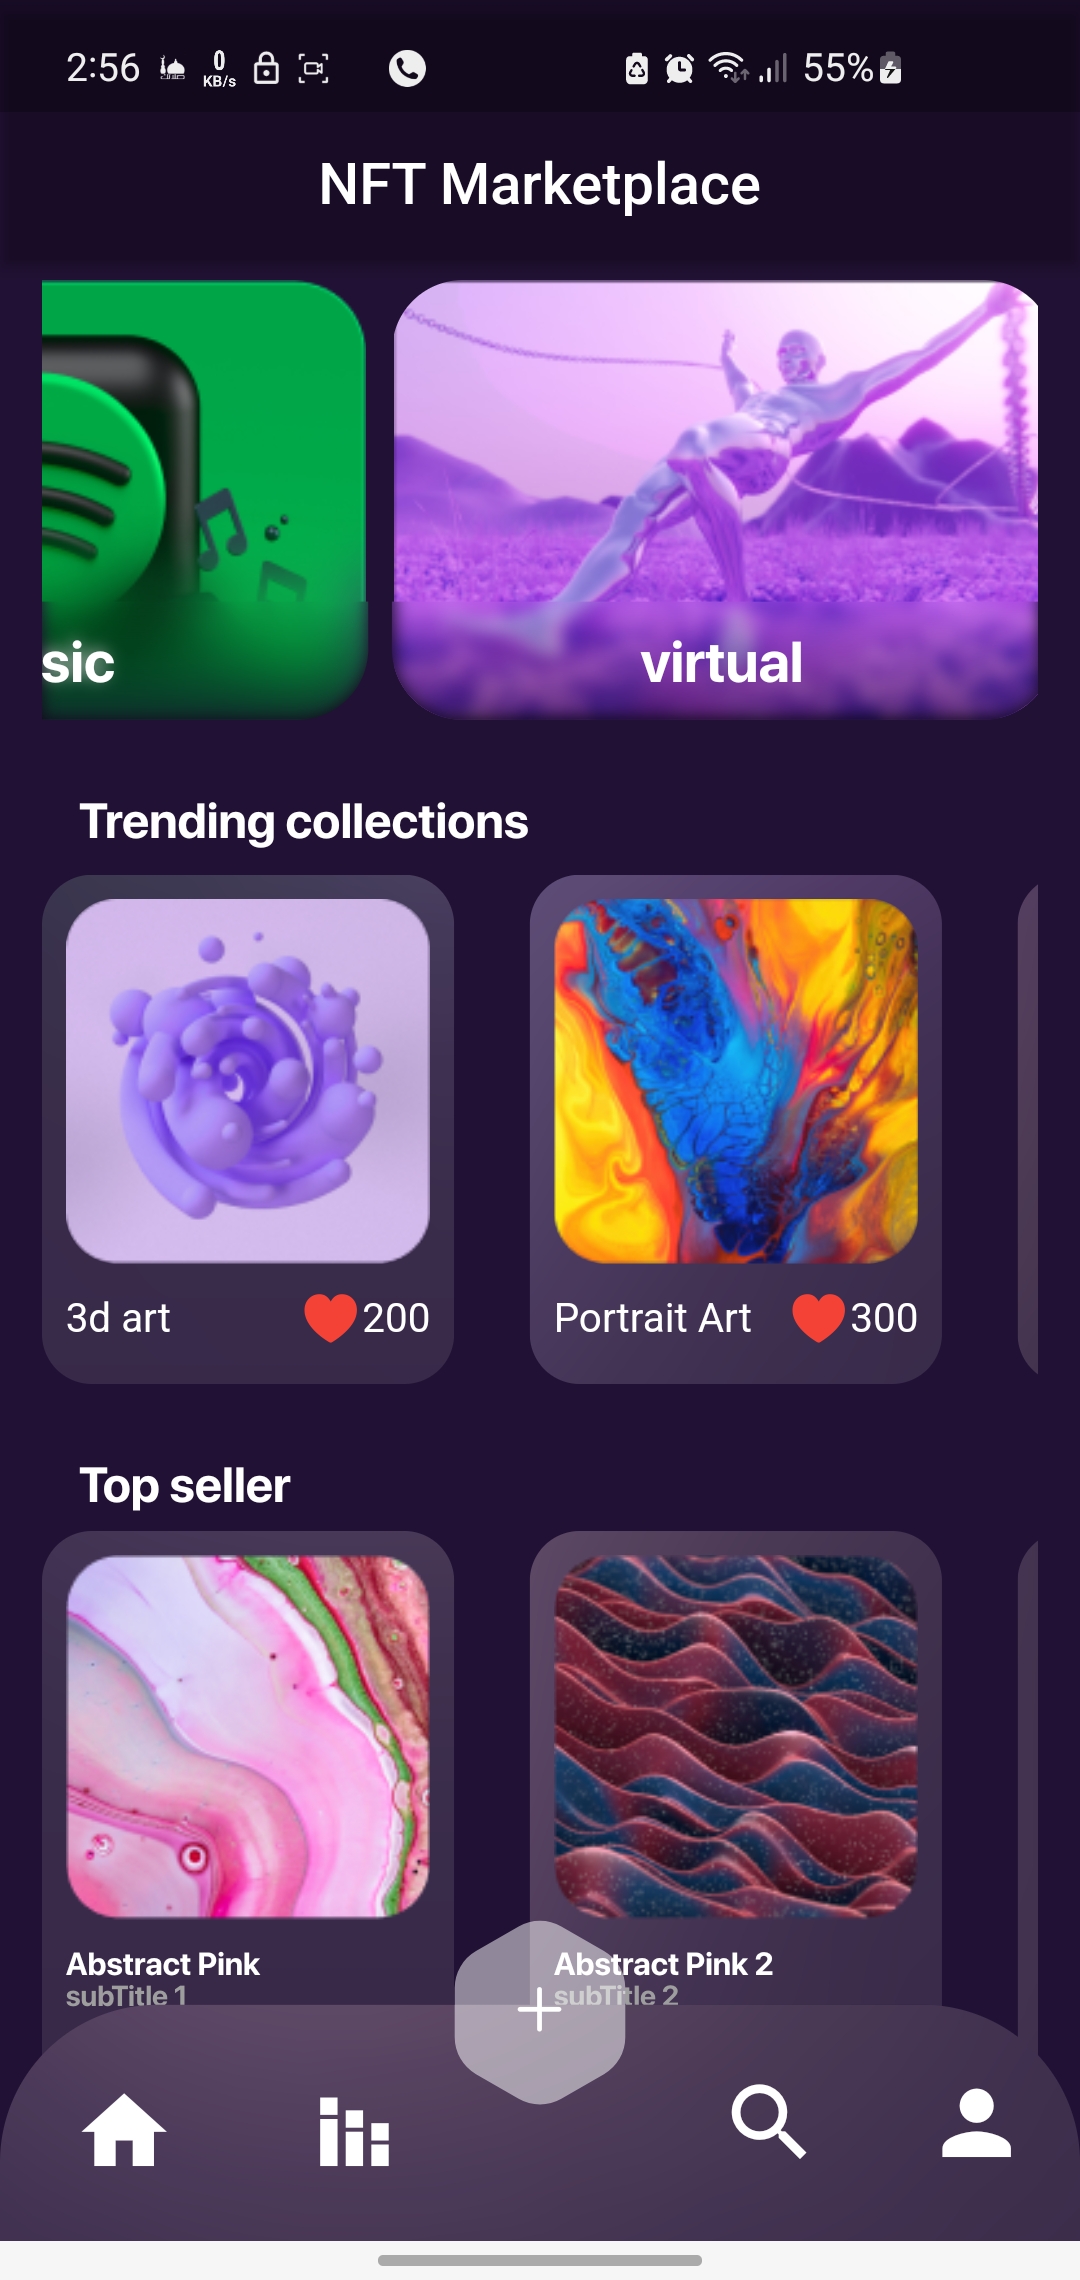 2:56 0 KB/s 55%
NFT Marketplace
sic virtual
Trending collections
3d art 200 Portrait Art 300
Top seller
Abstract Pink Abstract Pink 2
subTitle 1 subTitle 2